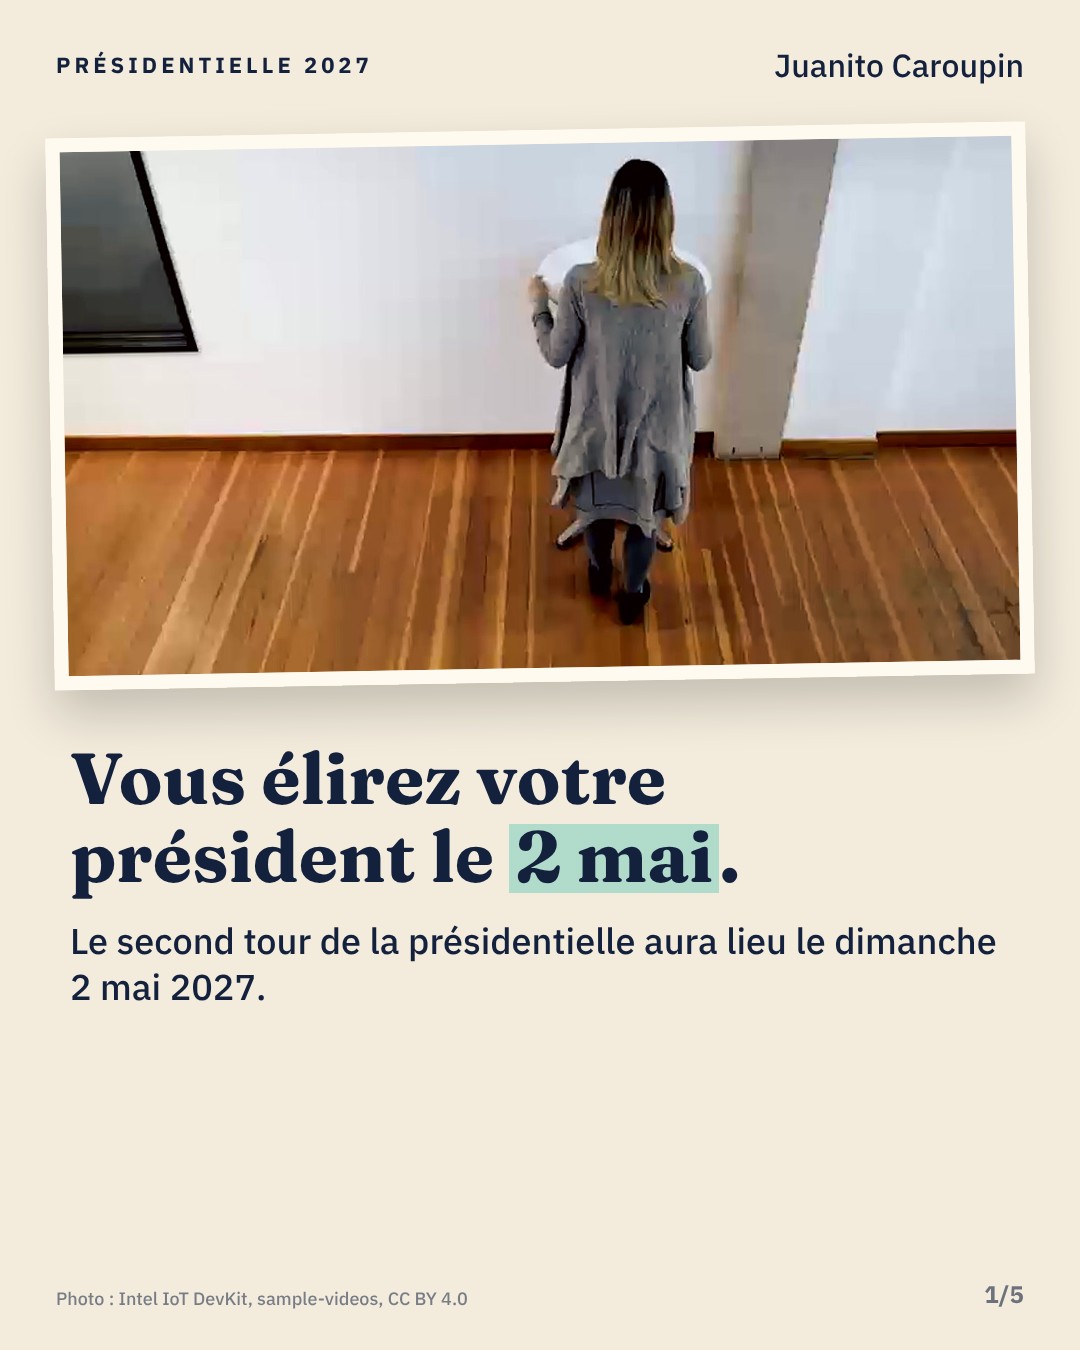 PRÉSIDENTIELLE 2027
Juanito Caroupin
Vous élirez votre
président le 2 mai.
Le second tour de la présidentielle aura lieu le dimanche
2 mai 2027.
Photo : Intel IoT DevKit, sample-videos, CC BY 4.0
1/5